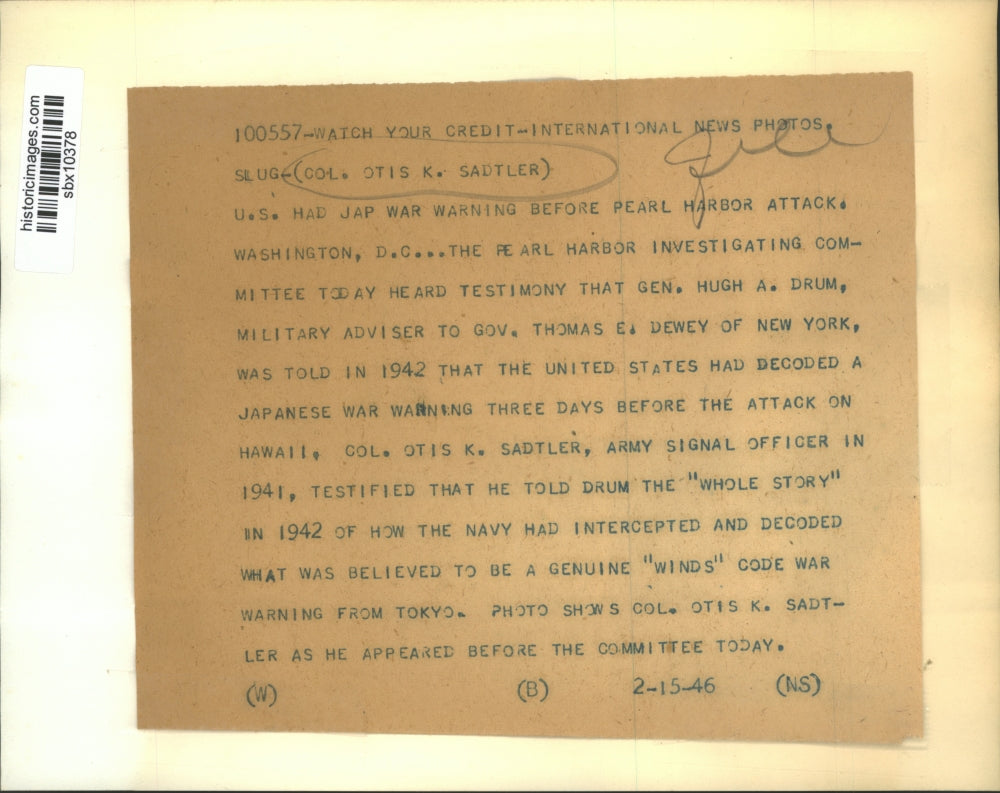 historicimages.com
sbx10378
100557-WATCH YOUR CREDIT-INTERNATIONAL NEWS PHOTOS.
SLUG-(COL. OTIS K. SADTLER)
U.S. HAD JAP WAR WARNING BEFORE PEARL HARBOR ATTACK.
WASHINGTON, D.C...THE PEARL HARBOR INVESTIGATING COM-
MITTEE TODAY HEARD TESTIMONY THAT GEN. HUGH A. DRUM,
MILITARY ADVISER TO GOV. THOMAS E. DEWEY OF NEW YORK,
WAS TOLD IN 1942 THAT THE UNITED STATES HAD DECODED A
JAPANESE WAR WARNING THREE DAYS BEFORE THE ATTACK ON
HAWAII. COL. OTIS K. SADTLER, ARMY SIGNAL OFFICER IN
1941, TESTIFIED THAT HE TOLD DRUM THE "WHOLE STORY"
IN 1942 OF HOW THE NAVY HAD INTERCEPTED AND DECODED
WHAT WAS BELIEVED TO BE A GENUINE "WINDS" CODE WAR
WARNING FROM TOKYO. PHOTO SHOWS COL. OTIS K. SADT-
LER AS HE APPEARED BEFORE THE COMMITTEE TODAY.
(W) (B) 2-15-46 (NS)